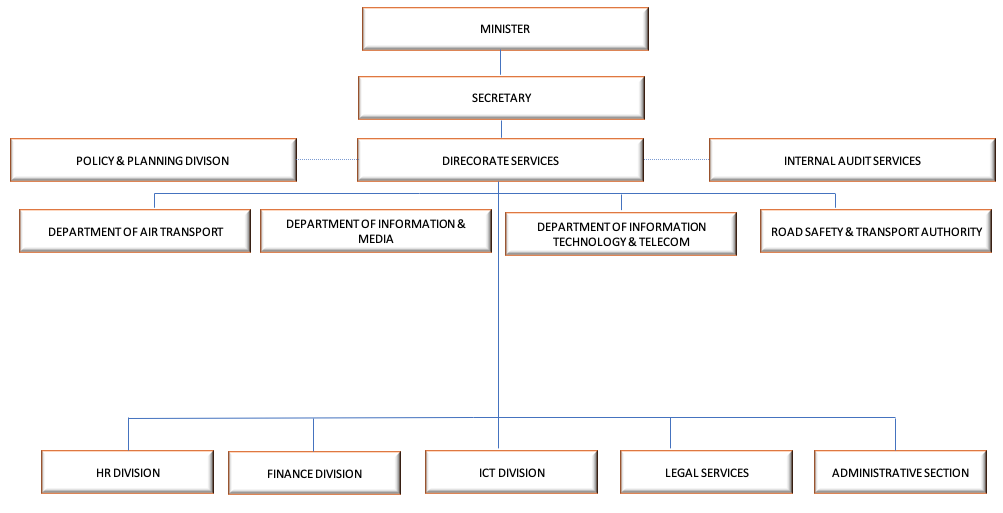 MINISTER
SECRETARY
POLICY & PLANNING DIVISON
DIRECORATE SERVICES
INTERNAL AUDIT SERVICES
DEPARTMENT OF AIR TRANSPORT
DEPARTMENT OF INFORMATION &
MEDIA
DEPARTMENT OF INFORMATION
TECHNOLOGY & TELECOM
ROAD SAFETY & TRANSPORT AUTHORITY
HR DIVISION
FINANCE DIVISION
ICT DIVISION
LEGAL SERVICES
ADMINISTRATIVE SECTION